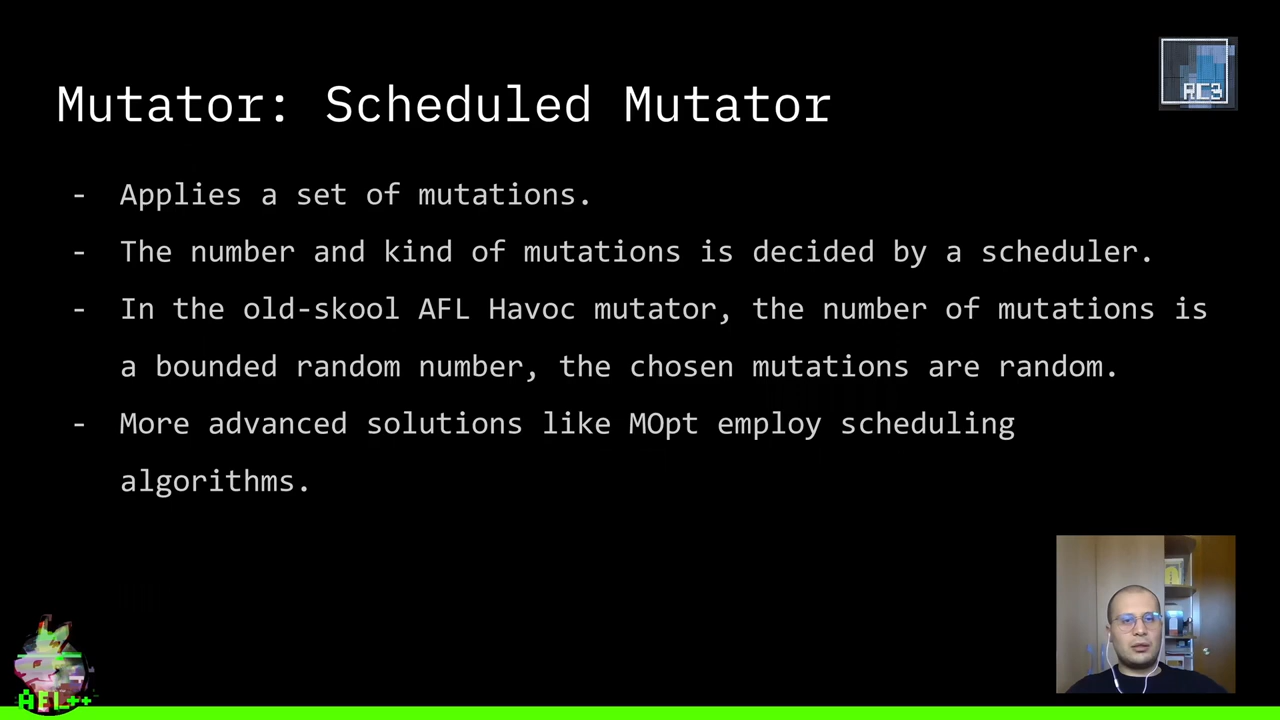 RC3
Mutator: Scheduled Mutator
- Applies a set of mutations.
- The number and kind of mutations is decided by a scheduler.
- In the old-skool AFL Havoc mutator, the number of mutations is
a bounded random number, the chosen mutations are random.
- More advanced solutions like MOpt employ scheduling
algorithms.
AFL++